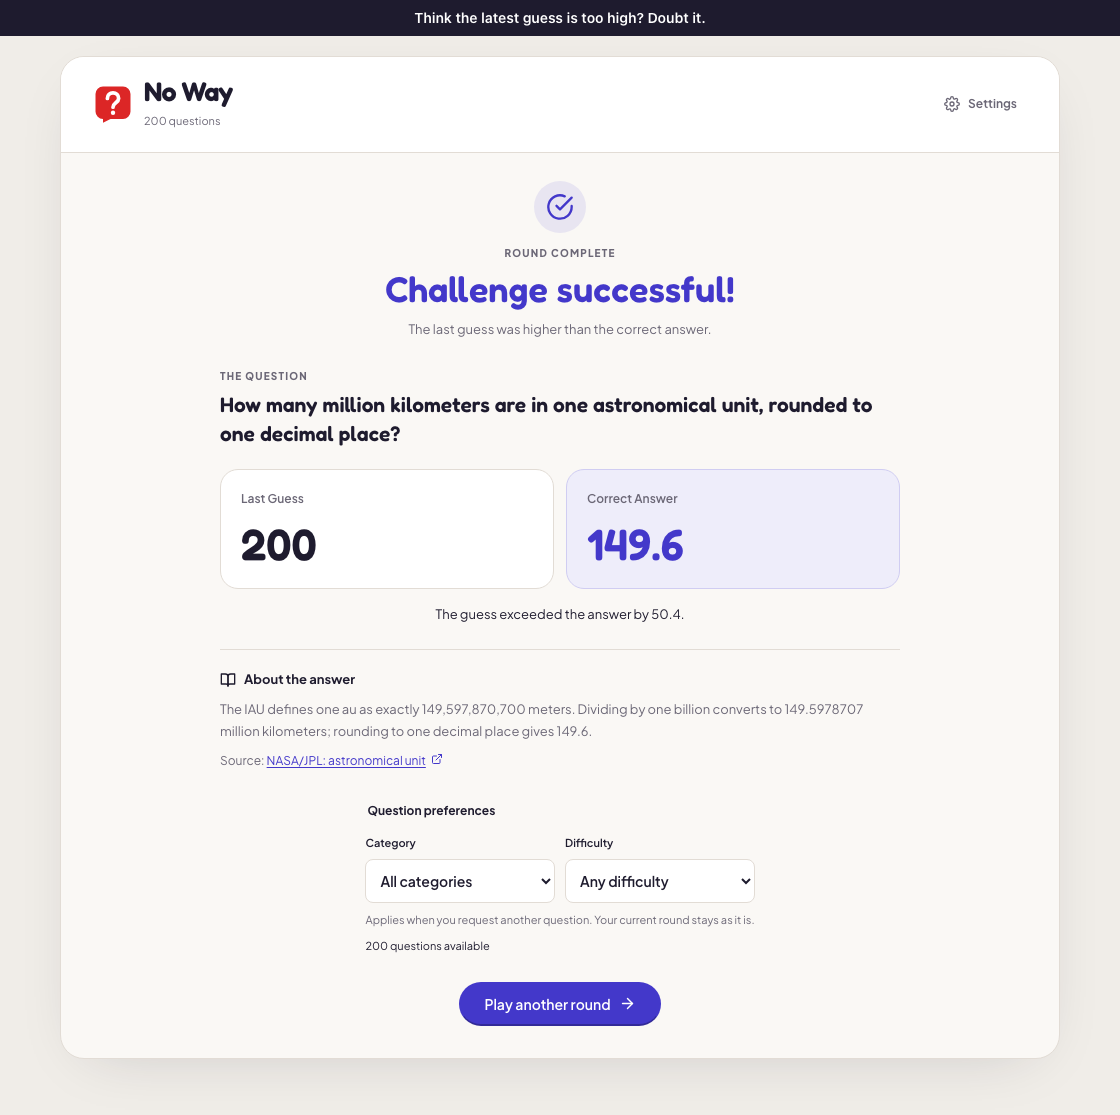 Think the latest guess is too high? Doubt it.
?
No Way
200 questions
Settings
ROUND COMPLETE
Challenge successful!
The last guess was higher than the correct answer.
THE QUESTION
How many million kilometers are in one astronomical unit, rounded to
one decimal place?
Last Guess
200
Correct Answer
149.6
The guess exceeded the answer by 50.4.
About the answer
The IAU defines one au as exactly 149,597,870,700 meters. Dividing by one billion converts to 149.5978707
million kilometers; rounding to one decimal place gives 149.6.
Source: NASA/JPL: astronomical unit
Question preferences
Category
Difficulty
All categories
Any difficulty
Applies when you request another question. Your current round stays as it is.
200 questions available
Play another round